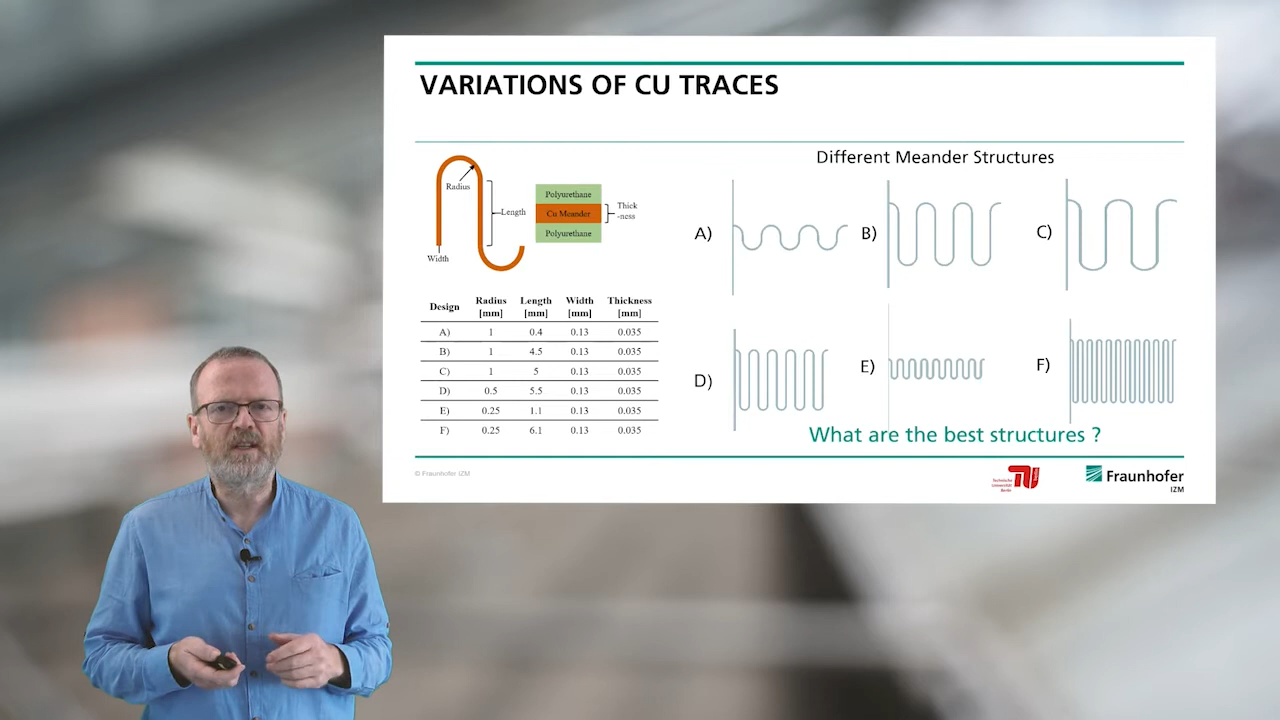 VARIATIONS OF CU TRACES
Radius
Length
Width
Polyurethane
Cu Meander
Polyurethane
Thick
-ness
Design Radius [mm] Length [mm] Width [mm] Thickness [mm]
A) 1 0.4 0.13 0.035
B) 1 4.5 0.13 0.035
C) 1 5 0.13 0.035
D) 0.5 5.5 0.13 0.035
E) 0.25 1.1 0.13 0.035
F) 0.25 6.1 0.13 0.035
Different Meander Structures
A)
B)
C)
D)
E)
F)
What are the best structures ?
© Fraunhofer IZM
Technische
Universität
Berlin
Fraunhofer
IZM